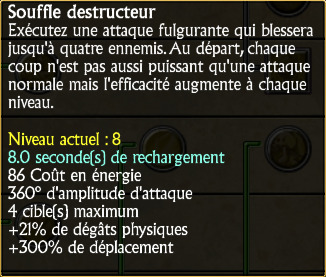 Souffle destructeur
Exécutez une attaque fulgurante qui blessera
jusqu'à quatre ennemis. Au départ, chaque
coup n'est pas aussi puissant qu'une attaque
normale mais l'efficacité augmente à chaque
niveau.
Niveau actuel : 8
8.0 seconde(s) de rechargement
86 Coût en énergie
360° d'amplitude d'attaque
4 cible(s) maximum
+21% de dégâts physiques
+300% de déplacement